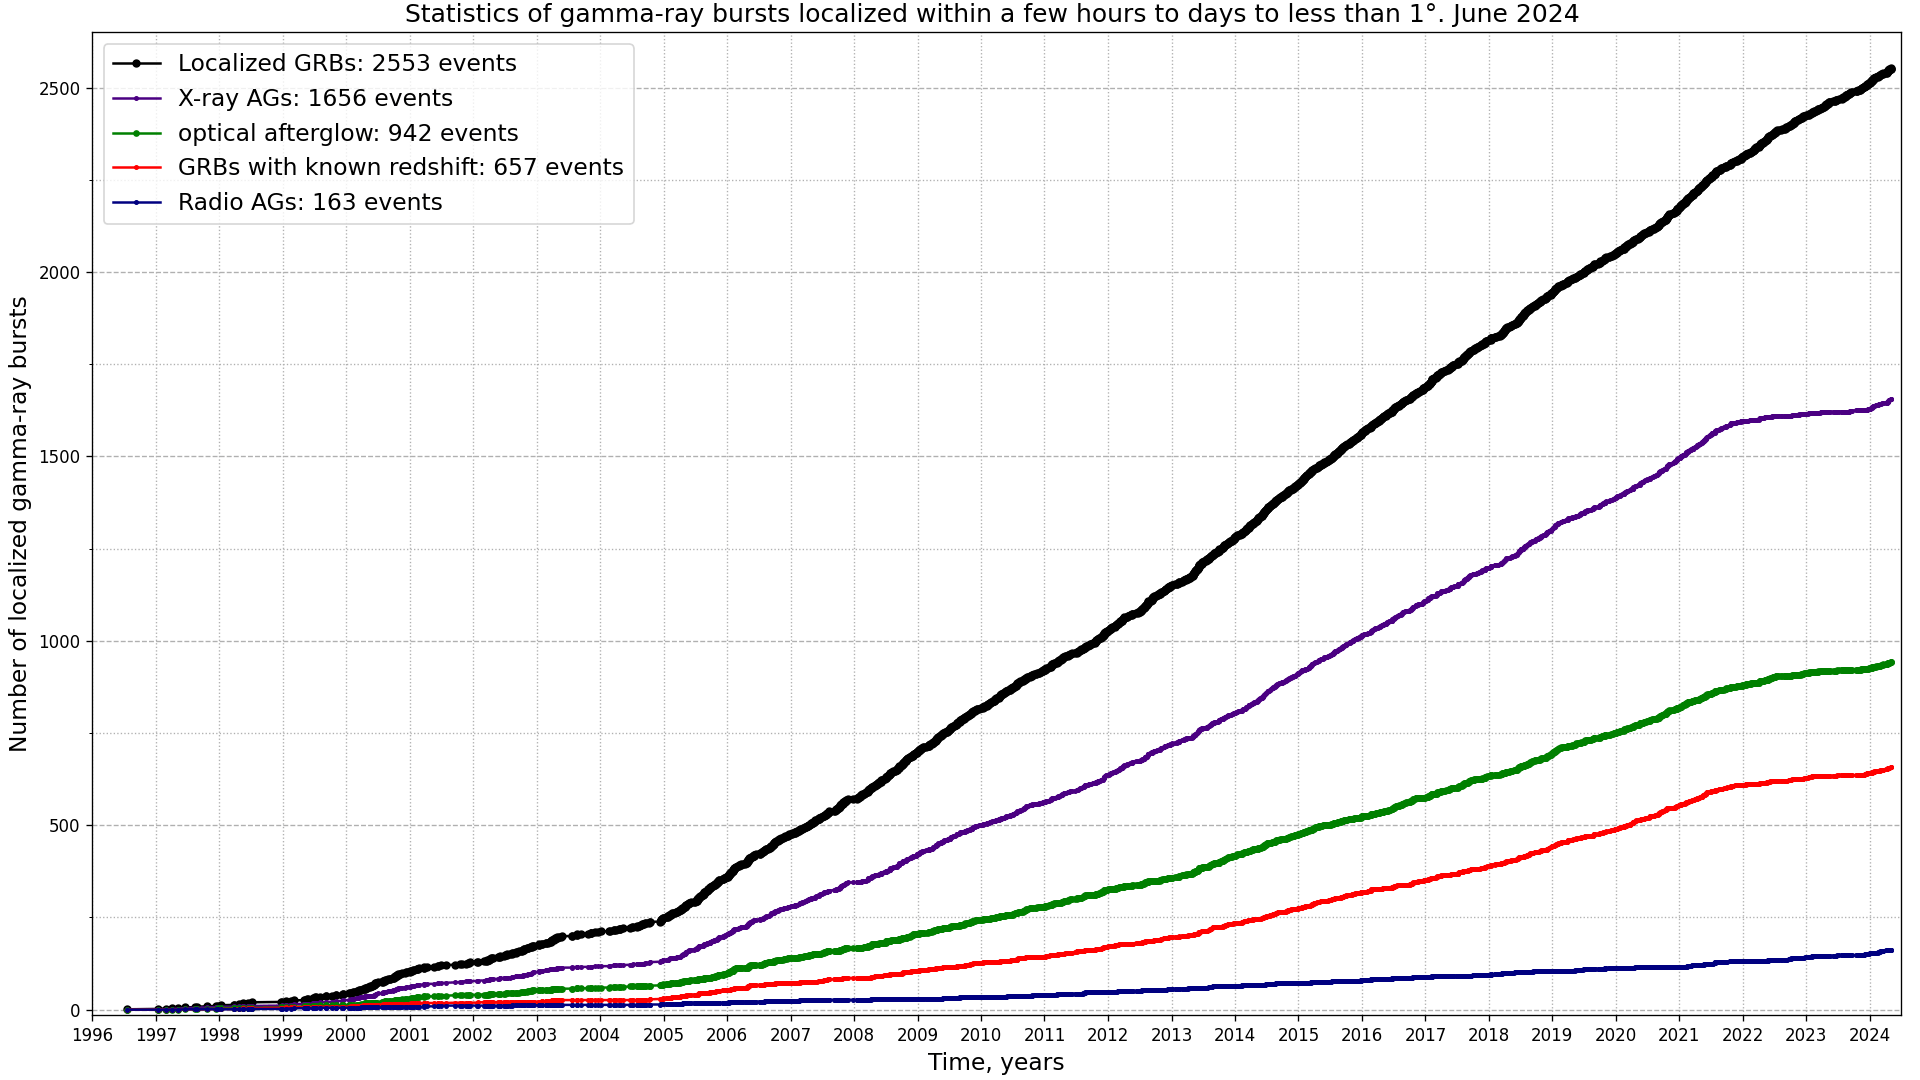 Statistics of gamma-ray bursts localized within a few hours to days to less than 1°. June 2024
Localized GRBs: 2553 events
X-ray AGs: 1656 events
optical afterglow: 942 events
GRBs with known redshift: 657 events
Radio AGs: 163 events
Number of localized gamma-ray bursts
2500
2000
1500
1000
500
0
1996 1997 1998 1999 2000 2001 2002 2003 2004 2005 2006 2007 2008 2009 2010 2011 2012 2013 2014 2015 2016 2017 2018 2019 2020 2021 2022 2023 2024
Time, years